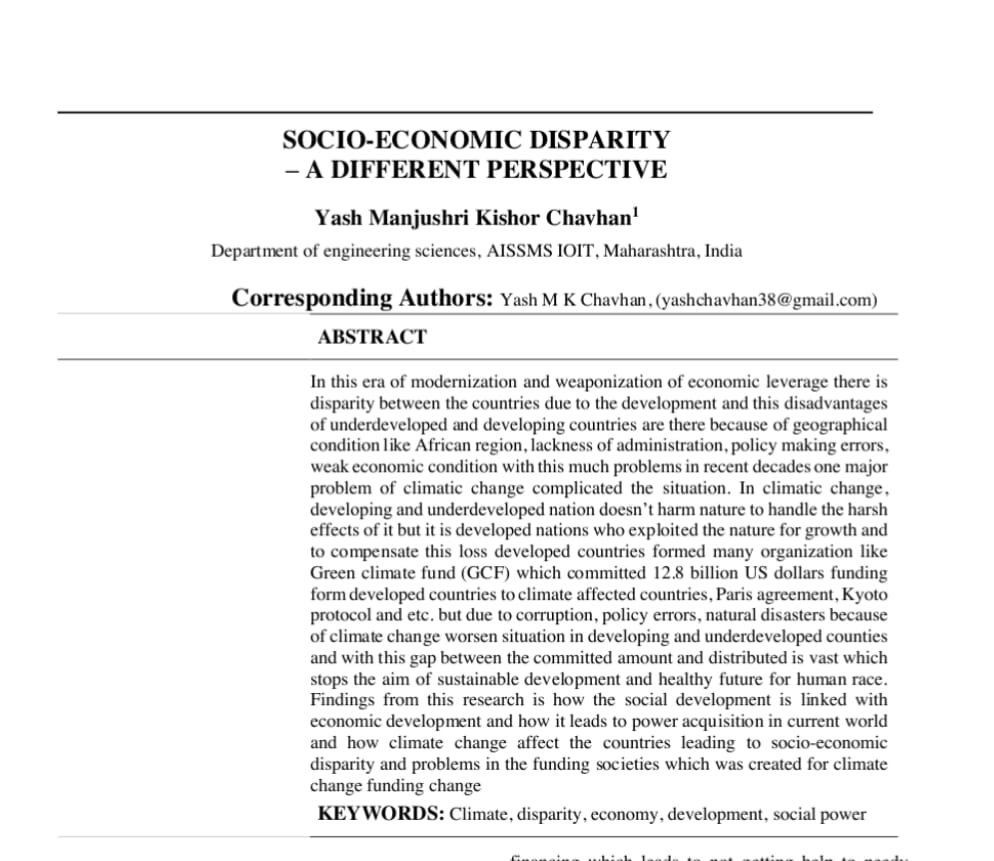 SOCIO-ECONOMIC DISPARITY
– A DIFFERENT PERSPECTIVE
Yash Manjushri Kishor Chavhan¹
Department of engineering sciences, AISSMS IOIT, Maharashtra, India
Corresponding Authors: Yash M K Chavhan, (yashchavhan38@gmail.com)
ABSTRACT
In this era of modernization and weaponization of economic leverage there is
disparity between the countries due to the development and this disadvantages
of underdeveloped and developing countries are there because of geographical
condition like African region, lackness of administration, policy making errors,
weak economic condition with this much problems in recent decades one major
problem of climatic change complicated the situation. In climatic change,
developing and underdeveloped nation doesn’t harm nature to handle the harsh
effects of it but it is developed nations who exploited the nature for growth and
to compensate this loss developed countries formed many organization like
Green climate fund (GCF) which committed 12.8 billion US dollars funding
form developed countries to climate affected countries, Paris agreement, Kyoto
protocol and etc. but due to corruption, policy errors, natural disasters because
of climate change worsen situation in developing and underdeveloped counties
and with this gap between the committed amount and distributed is vast which
stops the aim of sustainable development and healthy future for human race.
Findings from this research is how the social development is linked with
economic development and how it leads to power acquisition in current world
and how climate change affect the countries leading to socio-economic
disparity and problems in the funding societies which was created for climate
change funding change
KEYWORDS: Climate, disparity, economy, development, social power